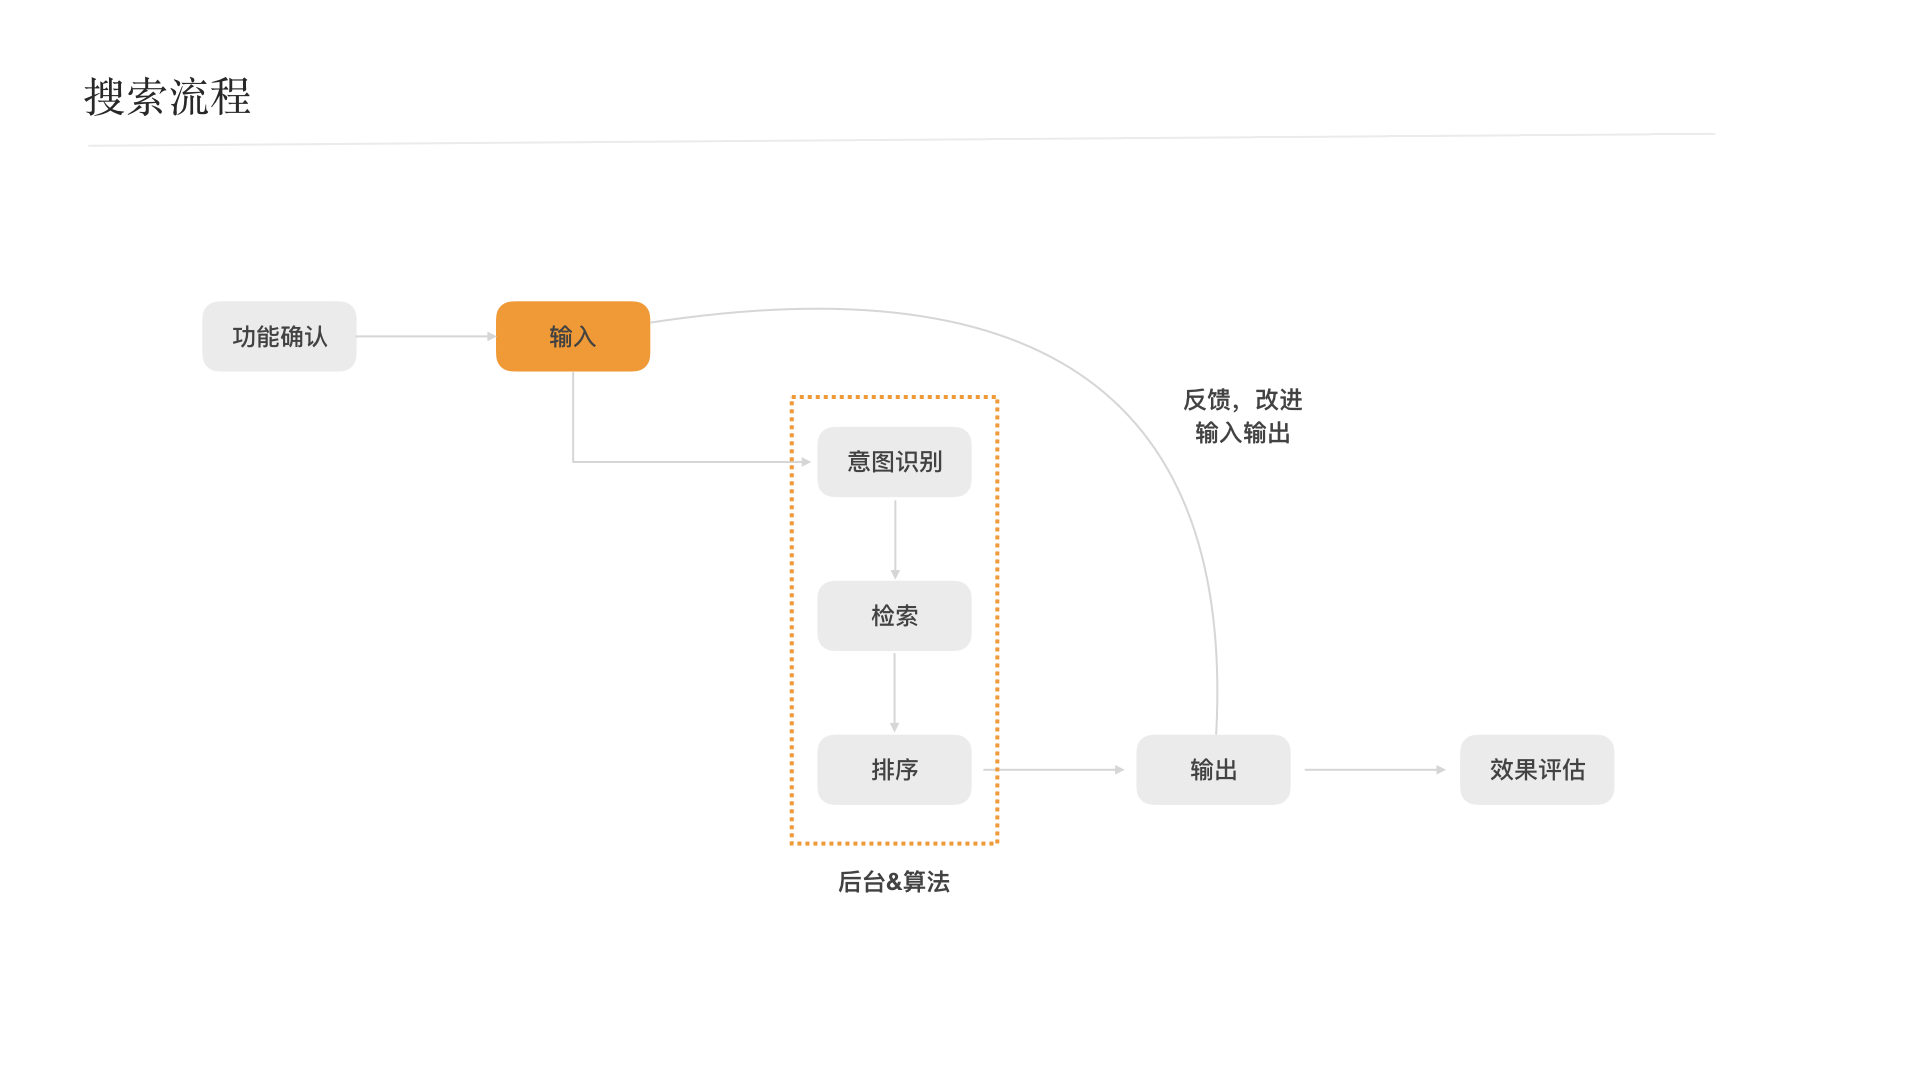 搜索流程
功能确认
输入
反馈，改进
输入输出
意图识别
检索
排序
输出
效果评估
后台&算法